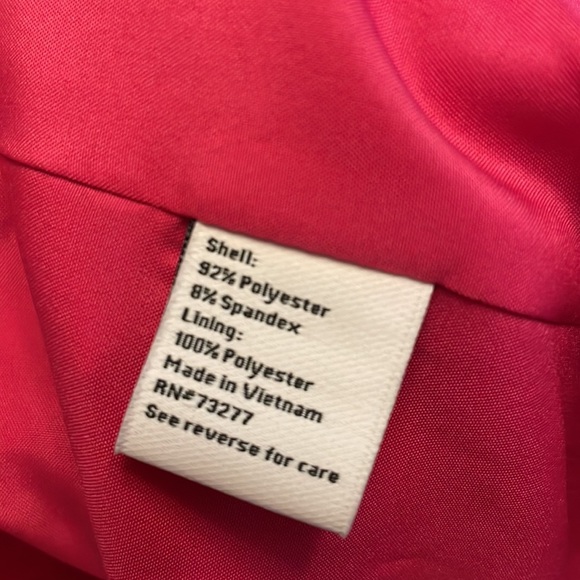 Shell:
92% Polyester
8% Spandex
Lining:
100% Polyester
Made in Vietnam
RN#73277
See reverse for care